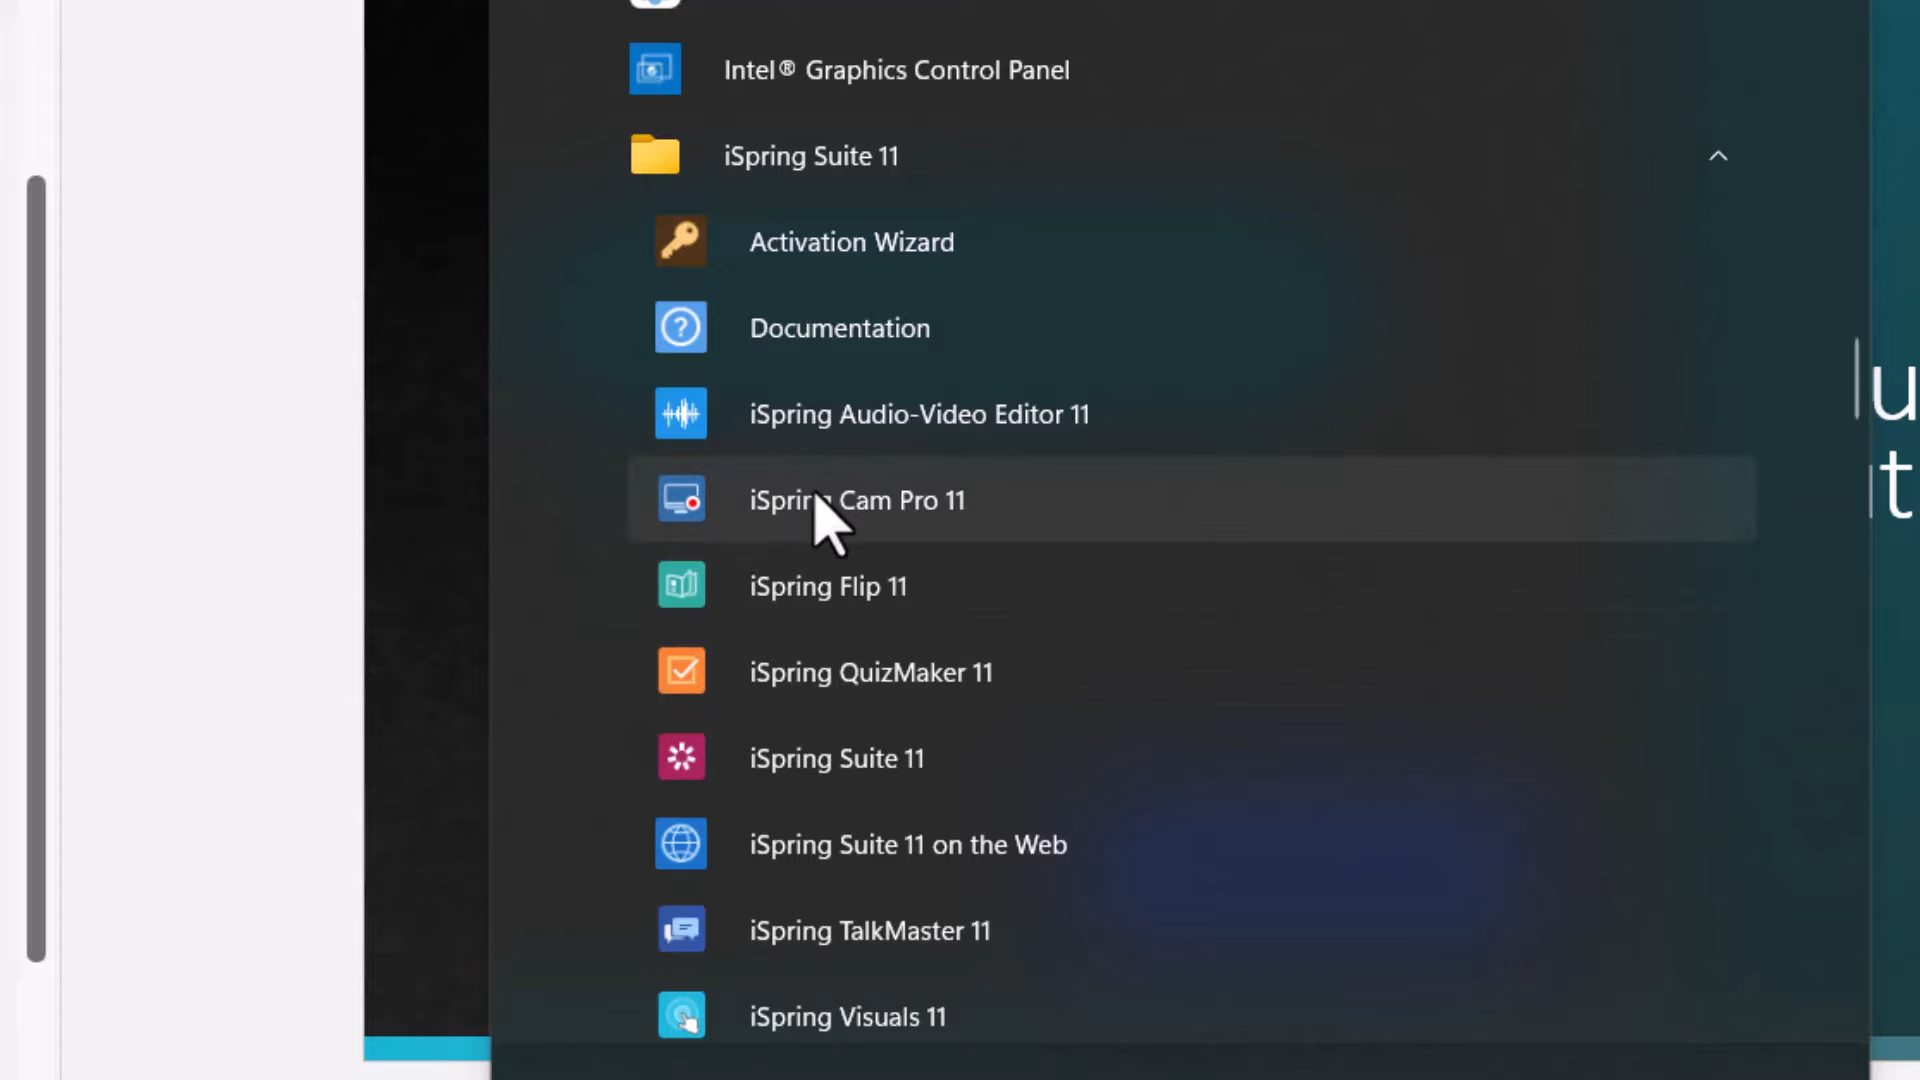 Intel® Graphics Control Panel
iSpring Suite 11
Activation Wizard
Documentation
iSpring Audio-Video Editor 11
iSpring Cam Pro 11
iSpring Flip 11
iSpring QuizMaker 11
iSpring Suite 11
iSpring Suite 11 on the Web
iSpring TalkMaster 11
iSpring Visuals 11